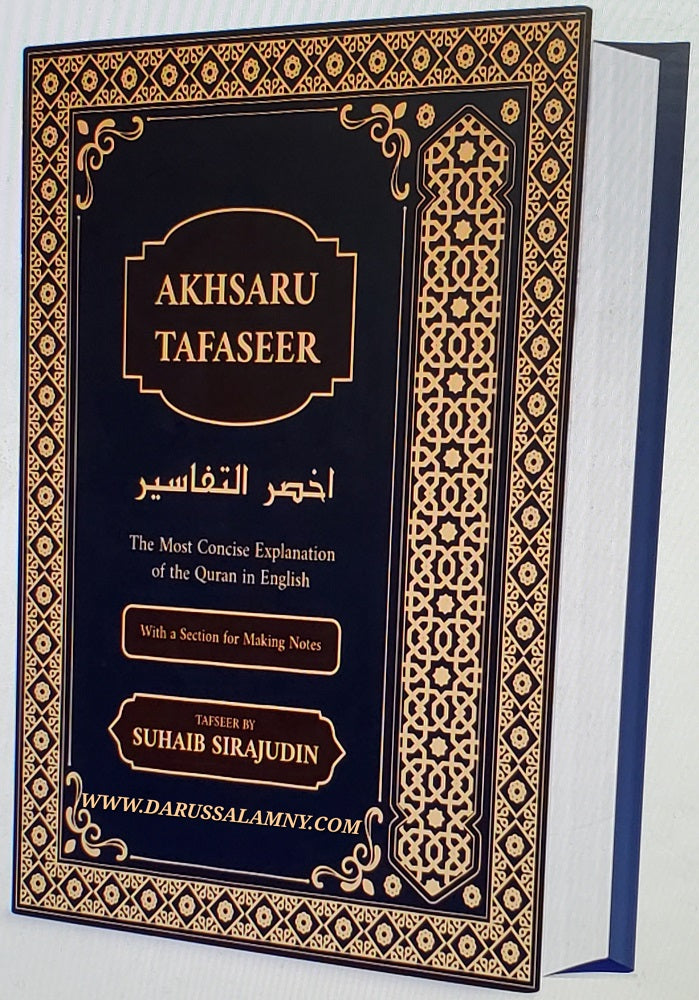 AKHSARU
TAFASEER
اخصر التفاسير
The Most Concise Explanation
of the Quran in English
With a Section for Making Notes
TAFSEER BY
SUHAIB SIRAJUDIN
WWW.DARUSSALAMNY.COM